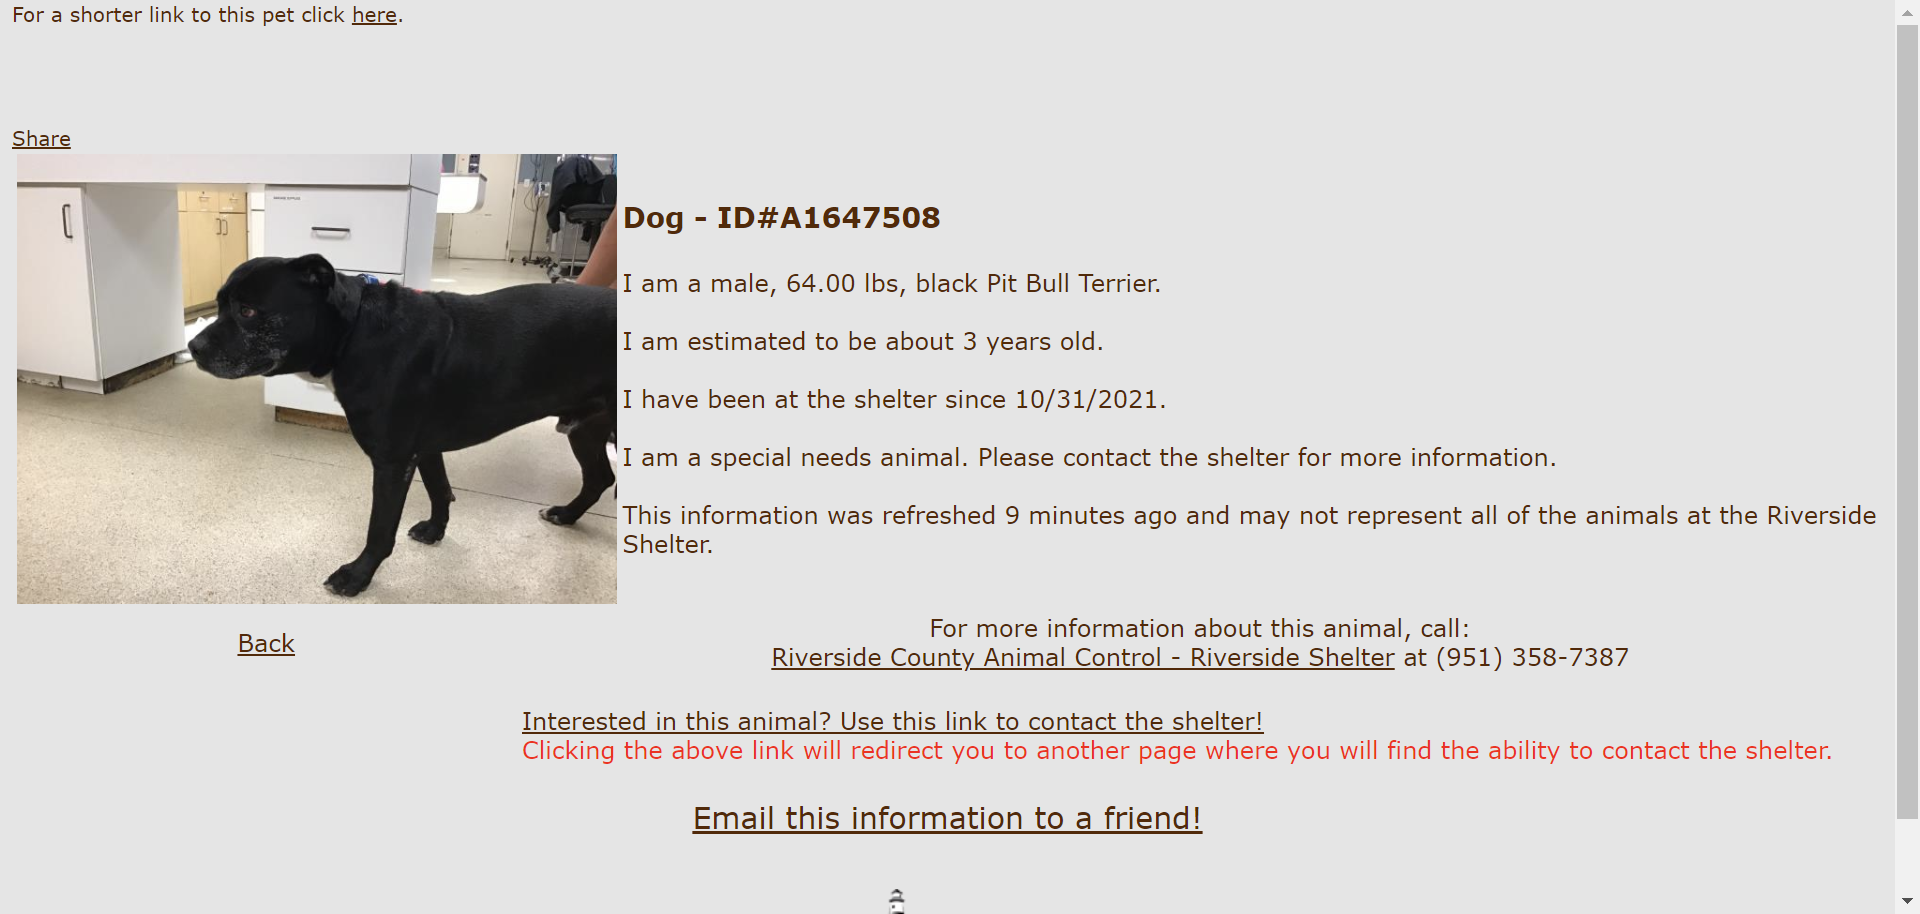 For a shorter link to this pet click here.
Share
Dog - ID#A1647508
I am a male, 64.00 lbs, black Pit Bull Terrier.
I am estimated to be about 3 years old.
I have been at the shelter since 10/31/2021.
I am a special needs animal. Please contact the shelter for more information.
This information was refreshed 9 minutes ago and may not represent all of the animals at the Riverside
Shelter.
Back
For more information about this animal, call:
Riverside County Animal Control - Riverside Shelter at (951) 358-7387
Interested in this animal? Use this link to contact the shelter!
Clicking the above link will redirect you to another page where you will find the ability to contact the shelter.
Email this information to a friend!